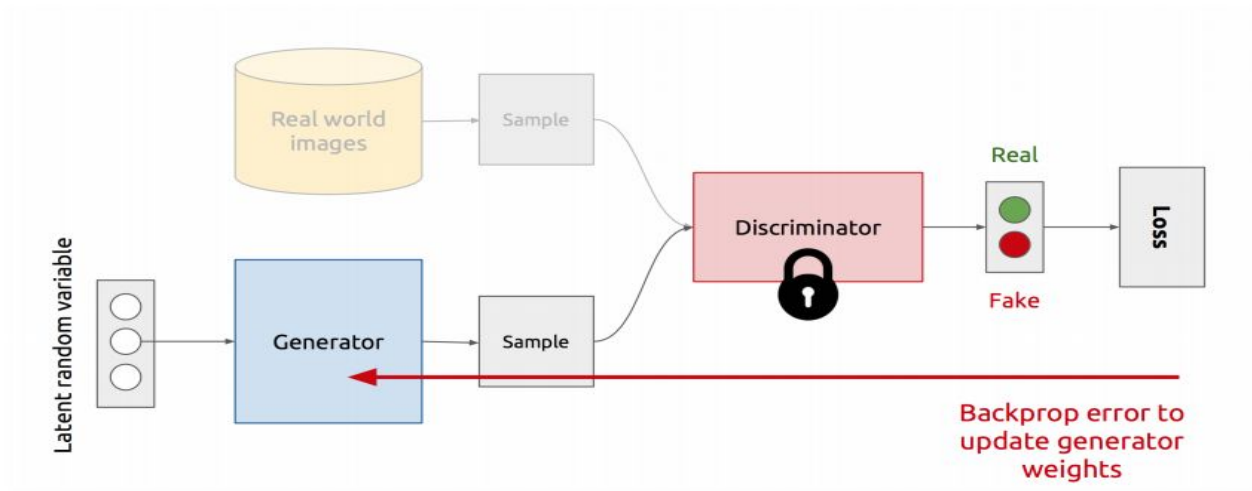 Real world
images
Sample
Real
Discriminator
Loss
Fake
Latent random variable
Generator
Sample
Backprop error to
update generator
weights